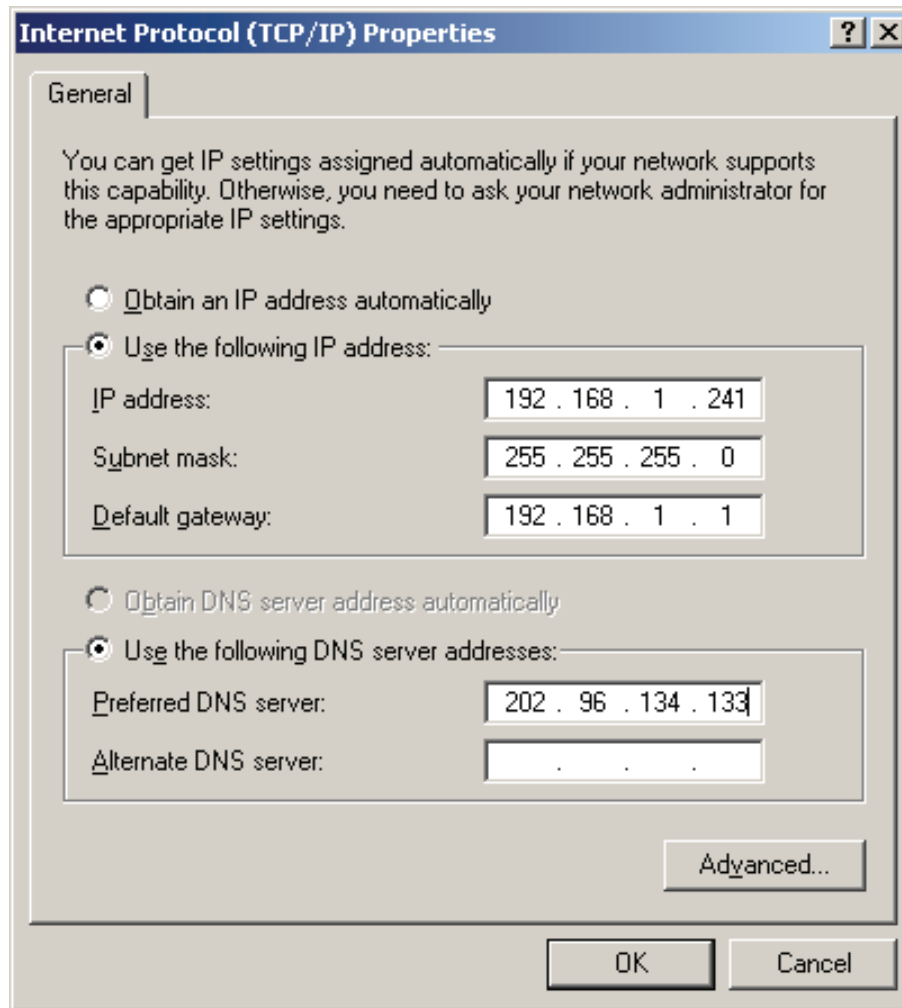 Internet Protocol (TCP/IP) Properties
General
You can get IP settings assigned automatically if your network supports
this capability. Otherwise, you need to ask your network administrator for
the appropriate IP settings.
Obtain an IP address automatically
Use the following IP address:
IP address: 192 . 168 . 1 . 241
Subnet mask: 255 . 255 . 255 . 0
Default gateway: 192 . 168 . 1 . 1
Obtain DNS server address automatically
Use the following DNS server addresses:
Preferred DNS server: 202 . 96 . 134 . 133
Alternate DNS server: . . .
Advanced...
OK Cancel